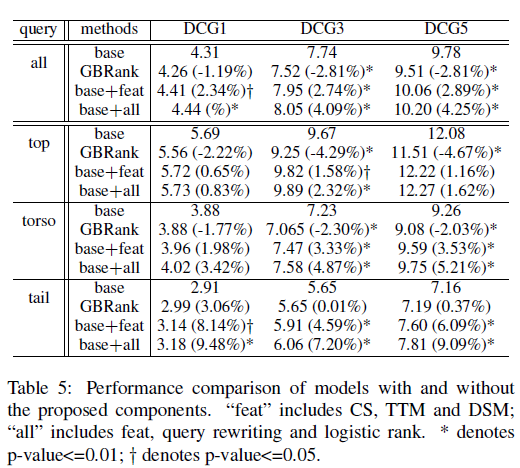 query methods DCG1 DCG3 DCG5
all base 4.31 7.74 9.78
GBRank 4.26 (-1.19%) 7.52 (-2.81%)* 9.51 (-2.81%)*
base+feat 4.41 (2.34%)† 7.95 (2.74%)* 10.06 (2.89%)*
base+all 4.44 (%)* 8.05 (4.09%)* 10.20 (4.25%)*
top base 5.69 9.67 12.08
GBRank 5.56 (-2.22%) 9.25 (-4.29%)* 11.51 (-4.67%)*
base+feat 5.72 (0.65%) 9.82 (1.58%)† 12.22 (1.16%)
base+all 5.73 (0.83%) 9.89 (2.32%)* 12.27 (1.62%)
torso base 3.88 7.23 9.26
GBRank 3.88 (-1.77%) 7.065 (-2.30%)* 9.08 (-2.03%)*
base+feat 3.96 (1.98%) 7.47 (3.33%)* 9.59 (3.53%)*
base+all 4.02 (3.42%) 7.58 (4.87%)* 9.75 (5.21%)*
tail base 2.91 5.65 7.16
GBRank 2.99 (3.06%) 5.65 (0.01%) 7.19 (0.37%)
base+feat 3.14 (8.14%)† 5.91 (4.59%)* 7.60 (6.09%)*
base+all 3.18 (9.48%)* 6.06 (7.20%)* 7.81 (9.09%)*
Table 5: Performance comparison of models with and without
the proposed components. “feat” includes CS, TTM and DSM;
“all” includes feat, query rewriting and logistic rank. * denotes
p-value<=0.01; † denotes p-value<=0.05.